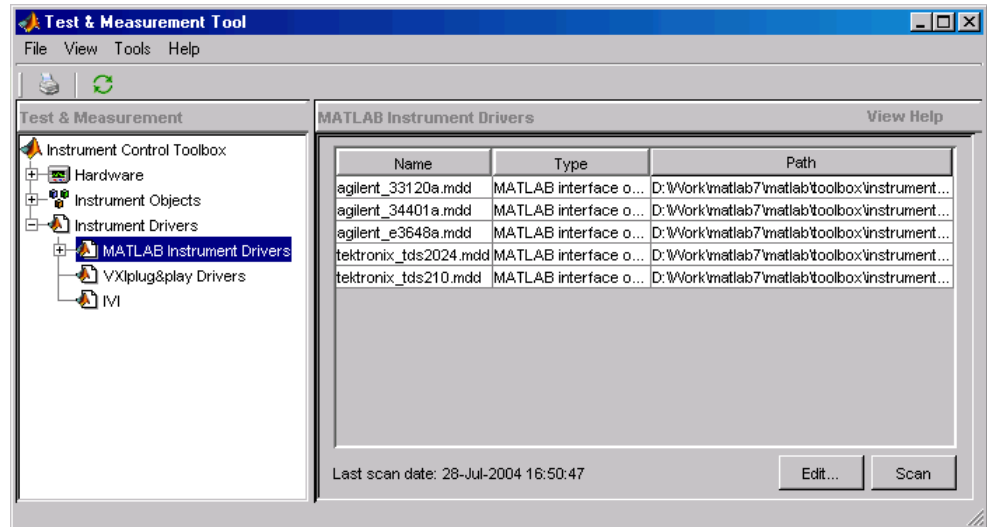 Test & Measurement Tool
File View Tools Help
Test & Measurement
MATLAB Instrument Drivers View Help
Instrument Control Toolbox
Hardware
Instrument Objects
Instrument Drivers
MATLAB Instrument Drivers
VXIplug&play Drivers
IVI
Name Type Path
agilent_33120a.mdd MATLAB interface o... D:\Work\matlab7\matlab\toolbox\instrument...
agilent_34401a.mdd MATLAB interface o... D:\Work\matlab7\matlab\toolbox\instrument...
agilent_e3648a.mdd MATLAB interface o... D:\Work\matlab7\matlab\toolbox\instrument...
tektronix_tds2024.mdd MATLAB interface o... D:\Work\matlab7\matlab\toolbox\instrument...
tektronix_tds210.mdd MATLAB interface o... D:\Work\matlab7\matlab\toolbox\instrument...
Last scan date: 28-Jul-2004 16:50:47
Edit... Scan